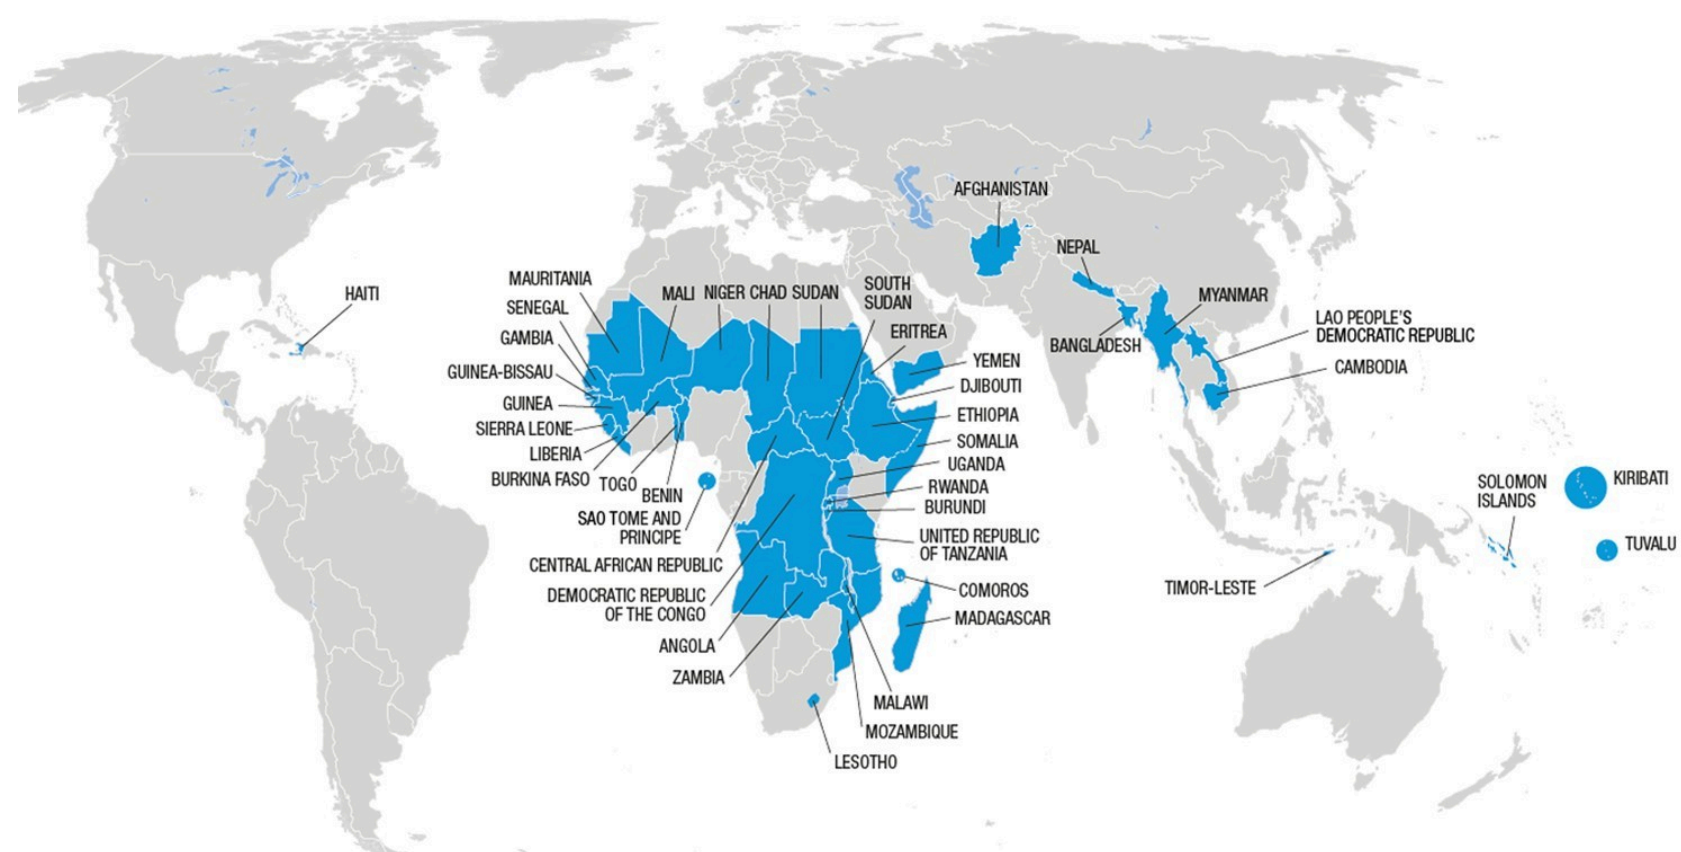 AFGHANISTAN
NEPAL
MAURITANIA
SENEGAL
GAMBIA
GUINEA-BISSAU
GUINEA
SIERRA LEONE
LIBERIA
BURKINA FASO
TOGO
BENIN
SAO TOME AND
PRINCIPE
CENTRAL AFRICAN REPUBLIC
DEMOCRATIC REPUBLIC
OF THE CONGO
ANGOLA
ZAMBIA
HAITI
MALI
NIGER
CHAD
SUDAN
SOUTH
SUDAN
ERITREA
YEMEN
DJIBOUTI
ETHIOPIA
SOMALIA
UGANDA
RWANDA
BURUNDI
UNITED REPUBLIC
OF TANZANIA
COMOROS
MADAGASCAR
MALAWI
MOZAMBIQUE
LESOTHO
MYANMAR
BANGLADESH
LAO PEOPLE'S
DEMOCRATIC REPUBLIC
CAMBODIA
SOLOMON
ISLANDS
KIRIBATI
TUVALU
TIMOR-LESTE